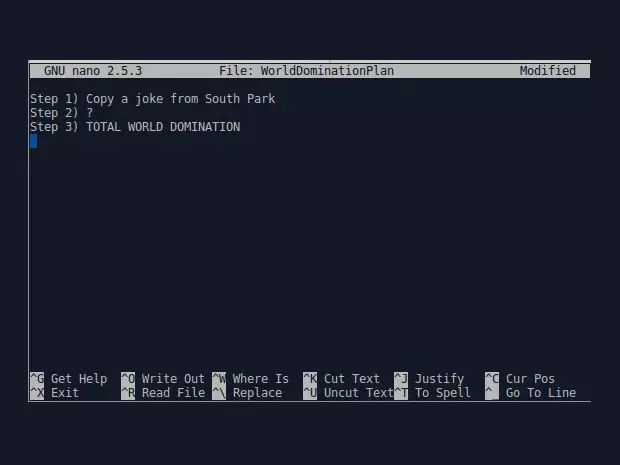 GNU nano 2.5.3 File: WorldDominationPlan Modified
Step 1) Copy a joke from South Park
Step 2) ?
Step 3) TOTAL WORLD DOMINATION
^G Get Help ^O Write Out ^W Where Is ^K Cut Text ^J Justify ^C Cur Pos
^X Exit ^R Read File ^\ Replace ^U Uncut Text ^T To Spell ^_ Go To Line